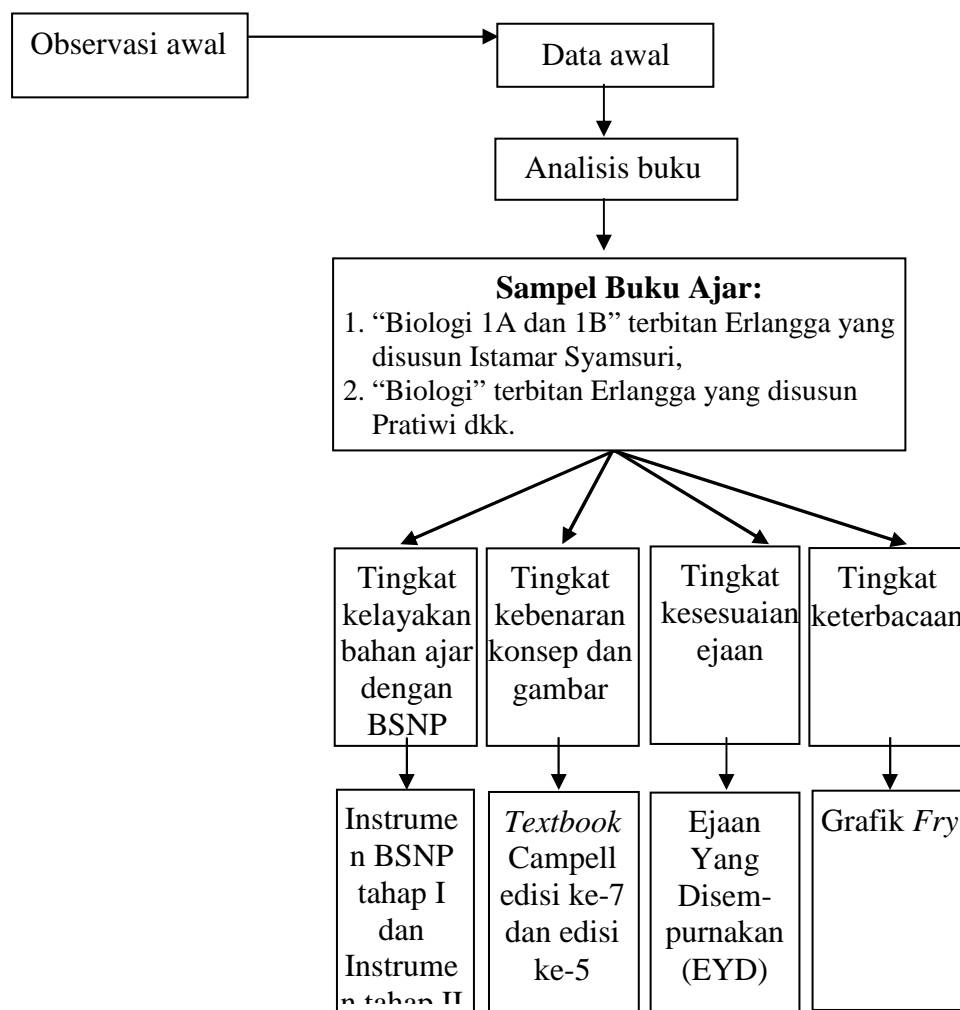 Observasi awal
Data awal
Analisis buku
Sampel Buku Ajar:
1. “Biologi 1A dan 1B” terbitan Erlangga yang
disusun Istamar Syamsuri,
2. “Biologi” terbitan Erlangga yang disusun
Pratiwi dkk.
Tingkat
kelayakan
bahan ajar
dengan
BSNP
Tingkat
kebenaran
konsep dan
gambar
Tingkat
kesesuaian
ejaan
Tingkat
keterbacaan
Instrume
n BSNP
tahap I
dan
Instrume
n tahap II
Textbook
Campell
edisi ke-7
dan edisi
ke-5
Ejaan
Yang
Disem-
purnakan
(EYD)
Grafik Fry